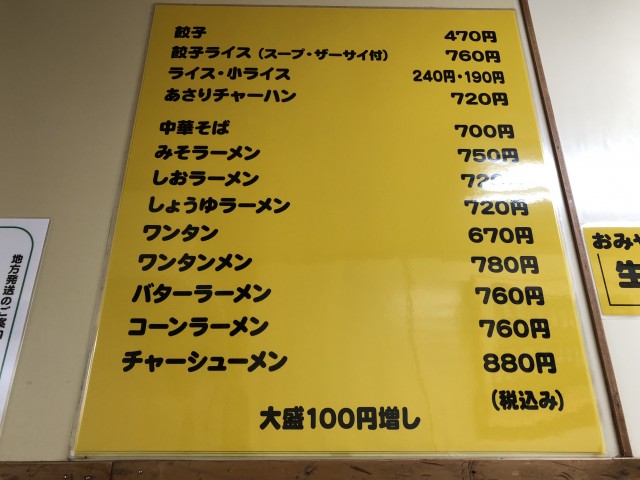 餃子 470円
餃子ライス（スープ・ザーサイ付） 760円
ライス・小ライス 240円・190円
あさりチャーハン 720円
中華そば 700円
みそラーメン 750円
しおラーメン 720円
しょうゆラーメン 720円
ワンタン 670円
ワンタンメン 780円
バターラーメン 760円
コーンラーメン 760円
チャーシューメン 880円
（税込み）
大盛100円増し
地方発送のご案内
おみや
生